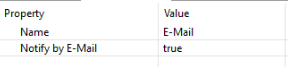 Property Value
Name E-Mail
Notify by E-Mail true